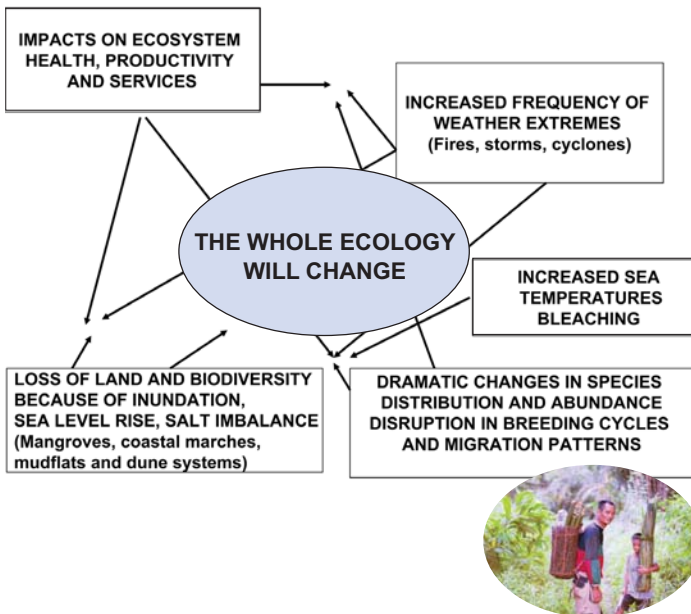 IMPACTS ON ECOSYSTEM
HEALTH, PRODUCTIVITY
AND SERVICES
INCREASED FREQUENCY OF
WEATHER EXTREMES
(Fires, storms, cyclones)
THE WHOLE ECOLOGY
WILL CHANGE
INCREASED SEA
TEMPERATURES
BLEACHING
LOSS OF LAND AND BIODIVERSITY
BECAUSE OF INUNDATION,
SEA LEVEL RISE, SALT IMBALANCE
(Mangroves, coastal marches,
mudflats and dune systems)
DRAMATIC CHANGES IN SPECIES
DISTRIBUTION AND ABUNDANCE
DISRUPTION IN BREEDING CYCLES
AND MIGRATION PATTERNS